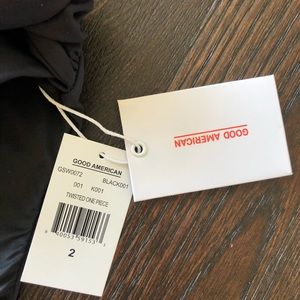 GOOD AMERICAN
GSW0072 BLACK001
001 K001
TWISTED ONE PIECE
2
GOOD AMERICAN